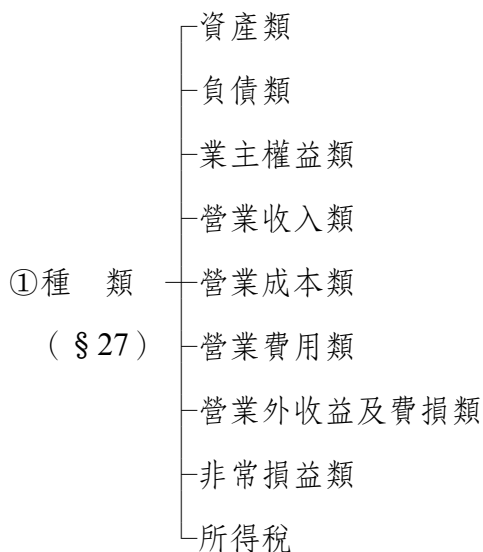 資產類
負債類
業主權益類
營業收入類
①種　類
營業成本類
（§27）
營業費用類
營業外收益及費損類
非常損益類
所得稅